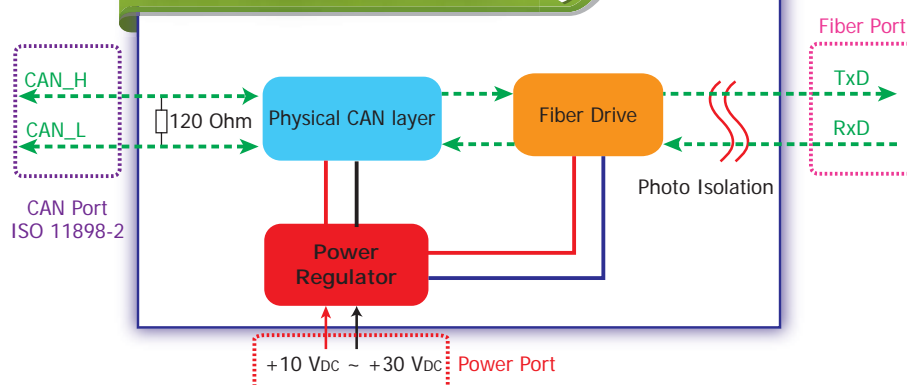 Fiber Port
CAN_H
TxD
120 Ohm
Physical CAN layer
Fiber Drive
CAN_L
RxD
Photo Isolation
CAN Port
ISO 11898-2
Power
Regulator
+10 VDC ~ +30 VDC
Power Port